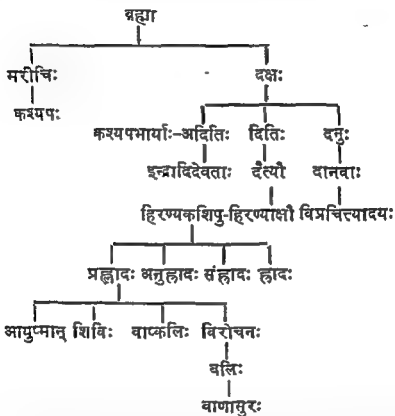 ब्रह्मा
मरीचिः दक्षः
कश्यपः
कश्यपभार्याः-अदितिः दितिः दनुः
इन्द्रादिदेवताः दैत्यौ दानवाः
हिरण्यकशिपु-हिरण्याक्षौ विप्रचित्त्यादयः
प्रह्लादः अनुह्लादः संह्लादः ह्लादः
आयुष्मान् शिविः वाष्कलिः विरोचनः
वलिः
वाणासुरः